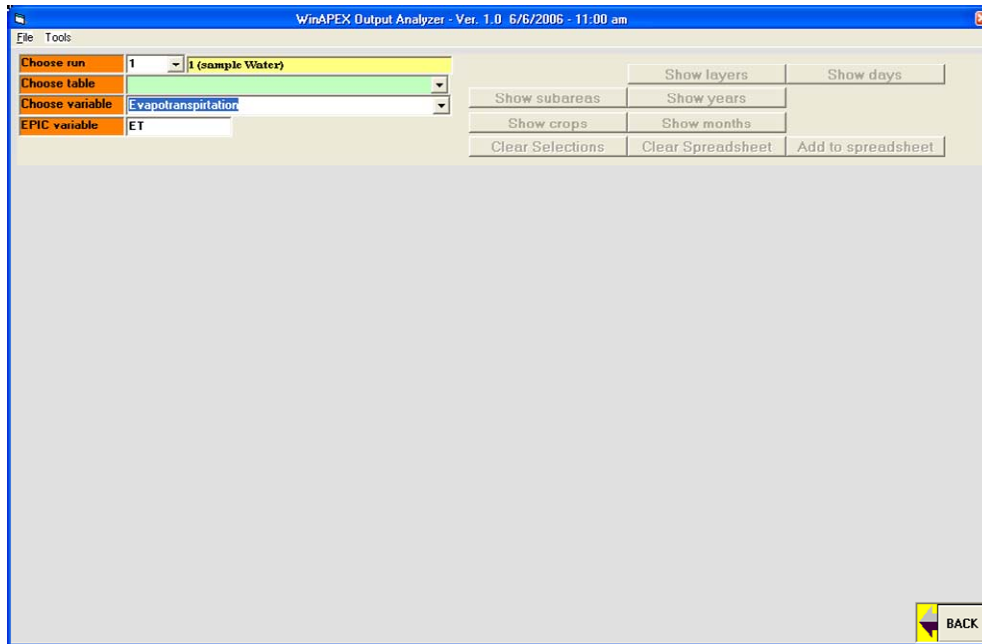 WinAPEX Output Analyzer - Ver. 1.0 6/6/2006 - 11:00 am
File Tools
Choose run 1 1 (sample Water)
Choose table
Choose variable Evapotranspirtation
EPIC variable ET
Show layers Show days
Show subareas Show years
Show crops Show months
Clear Selections Clear Spreadsheet Add to spreadsheet
BACK